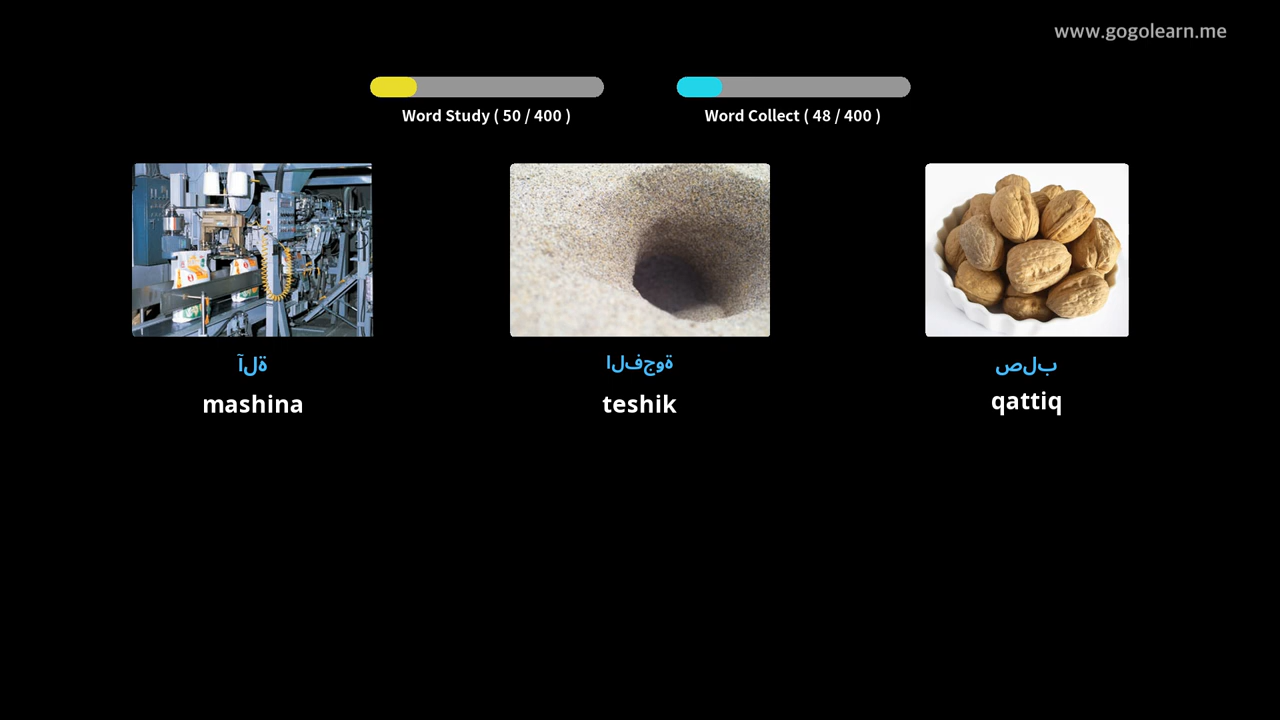 www.gogolearn.me
Word Study ( 50 / 400 )
Word Collect ( 48 / 400 )
آلة
الفجوة
صلب
mashina
teshik
qattiq